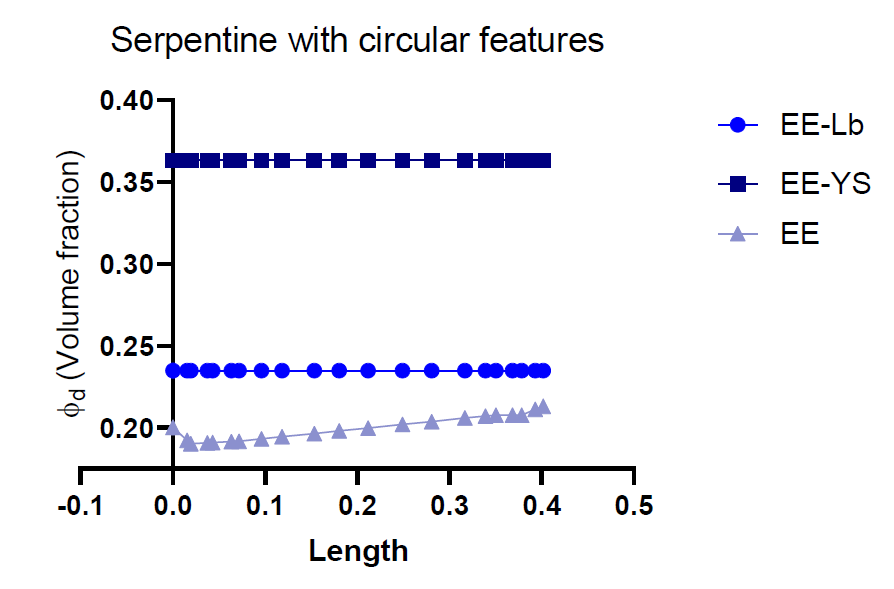 Serpentine with circular features
ϕd (Volume fraction)
0.40
0.35
0.30
0.25
0.20
-0.1 0.0 0.1 0.2 0.3 0.4 0.5
Length
EE-Lb
EE-YS
EE